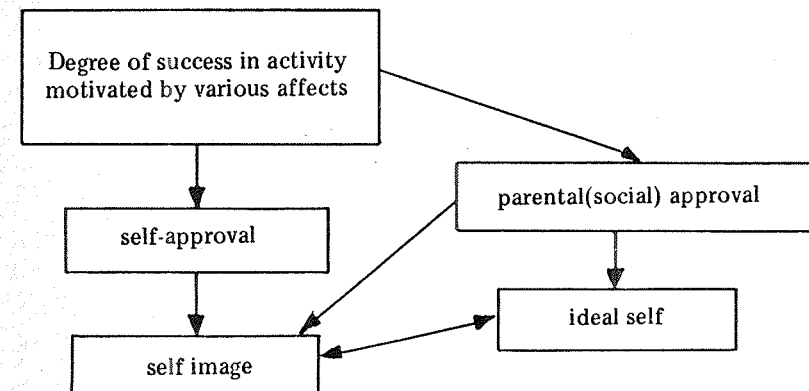 Degree of success in activity
motivated by various affects
parental(social) approval
self-approval
ideal self
self image